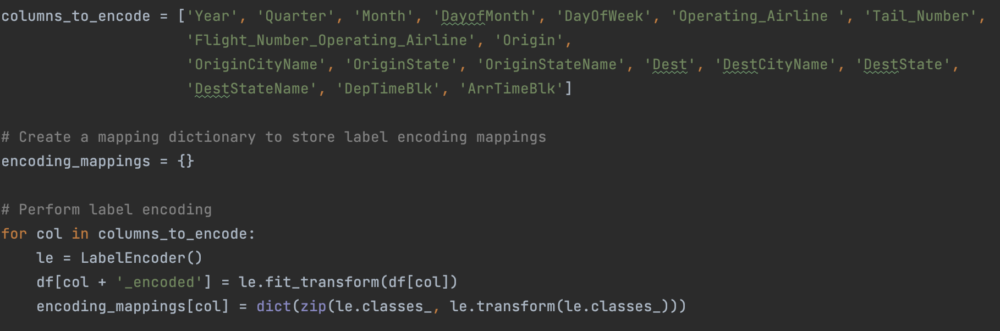 columns_to_encode = ['Year', 'Quarter', 'Month', 'DayofMonth', 'DayOfWeek', 'Operating_Airline ', 'Tail_Number',
                     'Flight_Number_Operating_Airline', 'Origin',
                     'OriginCityName', 'OriginState', 'OriginStateName', 'Dest', 'DestCityName', 'DestState',
                     'DestStateName', 'DepTimeBlk', 'ArrTimeBlk']

# Create a mapping dictionary to store label encoding mappings
encoding_mappings = {}

# Perform label encoding
for col in columns_to_encode:
    le = LabelEncoder()
    df[col + '_encoded'] = le.fit_transform(df[col])
    encoding_mappings[col] = dict(zip(le.classes_, le.transform(le.classes_)))